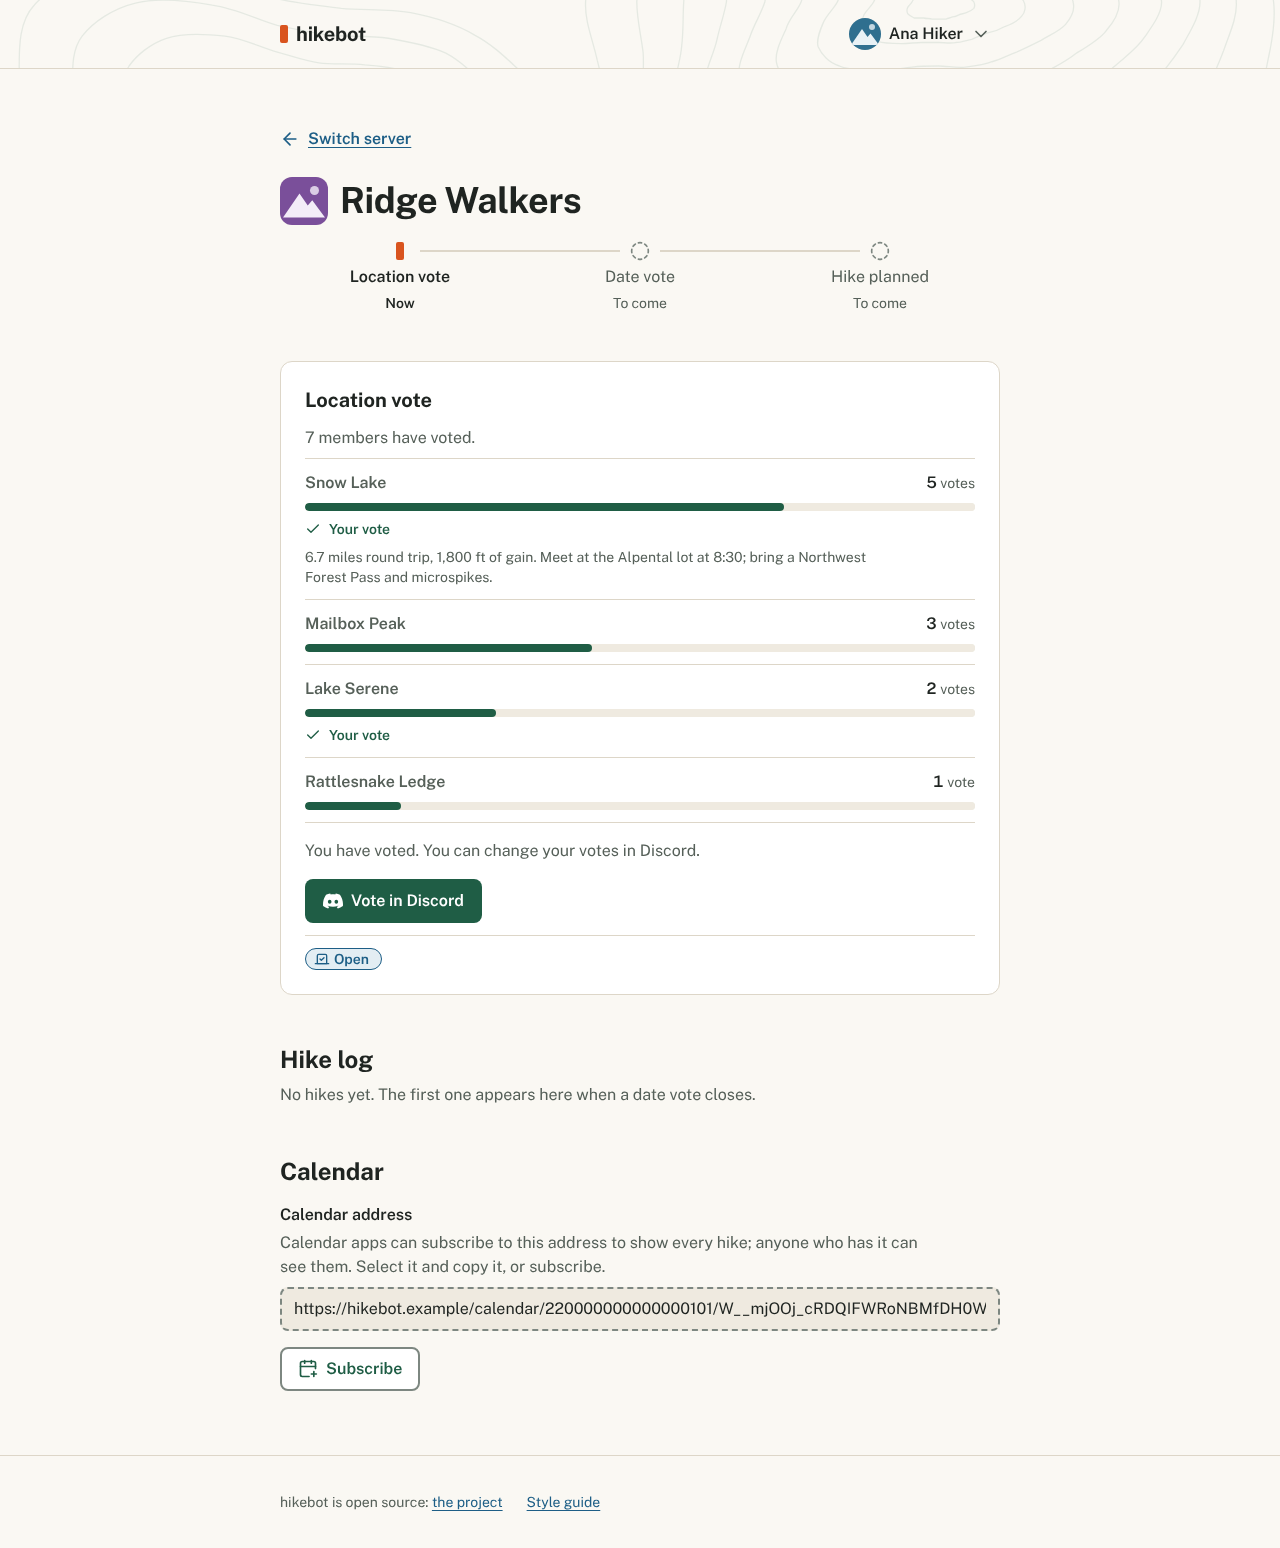 hikebot
Ana Hiker
Switch server
Ridge Walkers
Location vote
Now
Date vote
To come
Hike planned
To come
Location vote
7 members have voted.
Snow Lake
5 votes
Your vote
6.7 miles round trip, 1,800 ft of gain. Meet at the Alpental lot at 8:30; bring a Northwest
Forest Pass and microspikes.
Mailbox Peak
3 votes
Lake Serene
2 votes
Your vote
Rattlesnake Ledge
1 vote
You have voted. You can change your votes in Discord.
Vote in Discord
Open
Hike log
No hikes yet. The first one appears here when a date vote closes.
Calendar
Calendar address
Calendar apps can subscribe to this address to show every hike; anyone who has it can
see them. Select it and copy it, or subscribe.
https://hikebot.example/calendar/220000000000000101/W__mjOOj_cRDQIFWRoNBMfDH0W
Subscribe
hikebot is open source: the project
Style guide